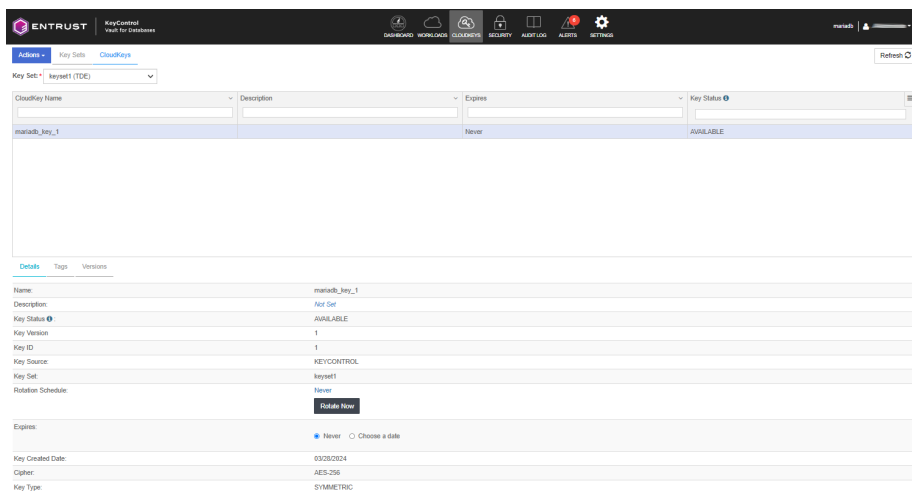 ENTRUST
KeyControl
Vault for Databases
DASHBOARD WORKLOADS CLOUDKEYS SECURITY AUDIT LOG ALERTS SETTINGS
mariadb
Actions
Key Sets
CloudKeys
Refresh
Key Set: * keyset1 (TDE)
CloudKey Name Description Expires Key Status
mariadb_key_1 Never AVAILABLE
Details Tags Versions
Name: mariadb_key_1
Description: Not Set
Key Status : AVAILABLE
Key Version 1
Key ID 1
Key Source: KEYCONTROL
Key Set: keyset1
Rotation Schedule: Never
Rotate Now
Expires: Never Choose a date
Key Created Date: 03/28/2024
Cipher: AES-256
Key Type: SYMMETRIC